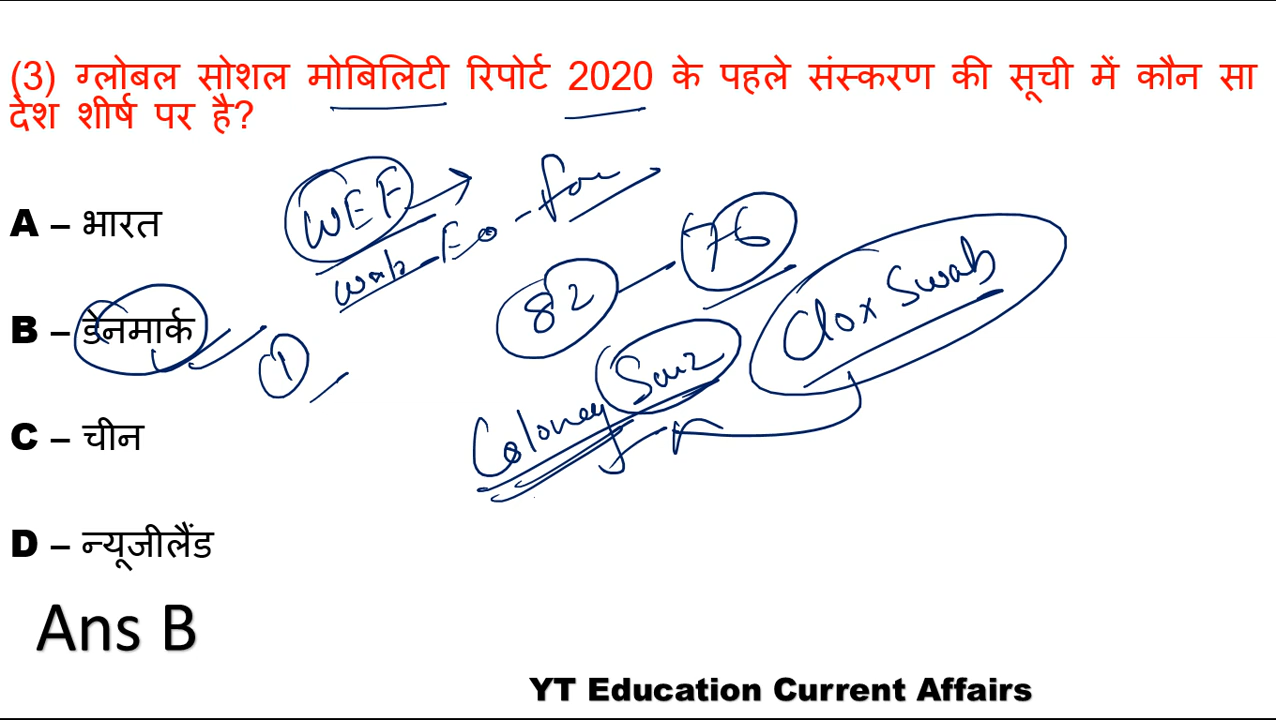 (3) ग्लोबल सोशल मोबिलिटी रिपोर्ट 2020 के पहले संस्करण की सूची में कौन सा
देश शीर्ष पर है?
WEF
A – भारत
82
76
Clox Swab
B – डेनमार्क
1
Coloney
C – चीन
D – न्यूजीलैंड
Ans B
YT Education Current Affairs